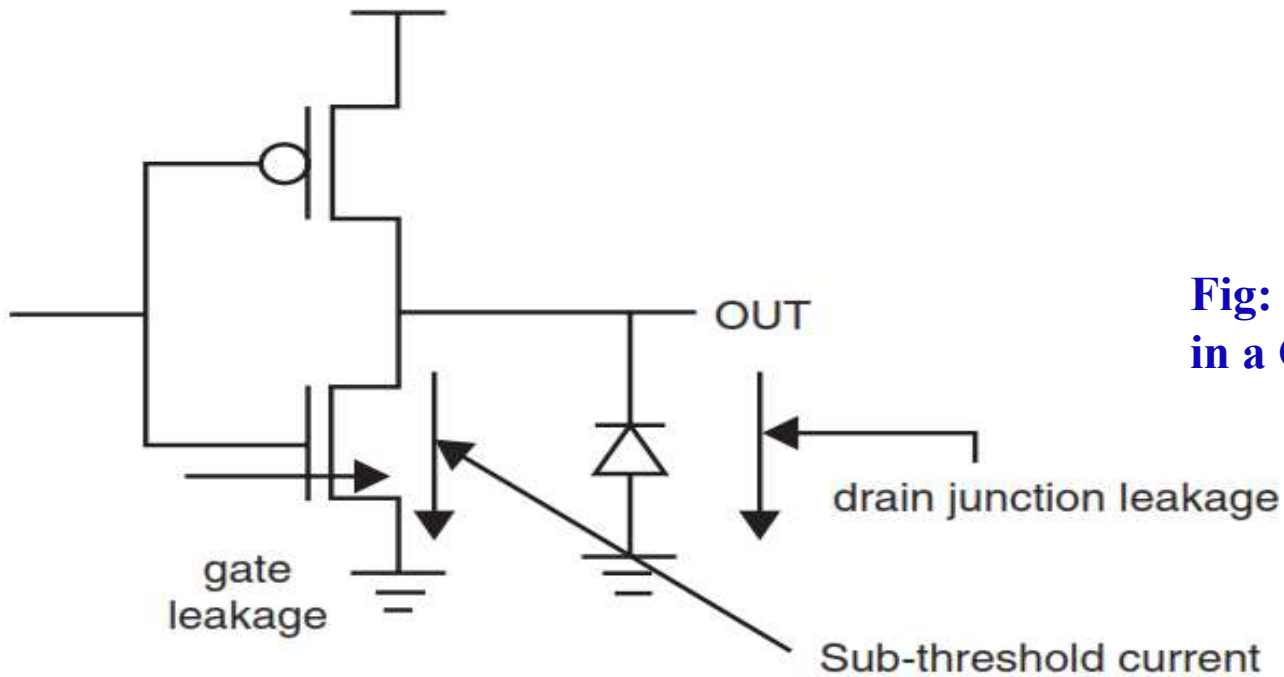 OUT
Fig:
in a
drain junction leakage
gate
leakage
Sub-threshold current